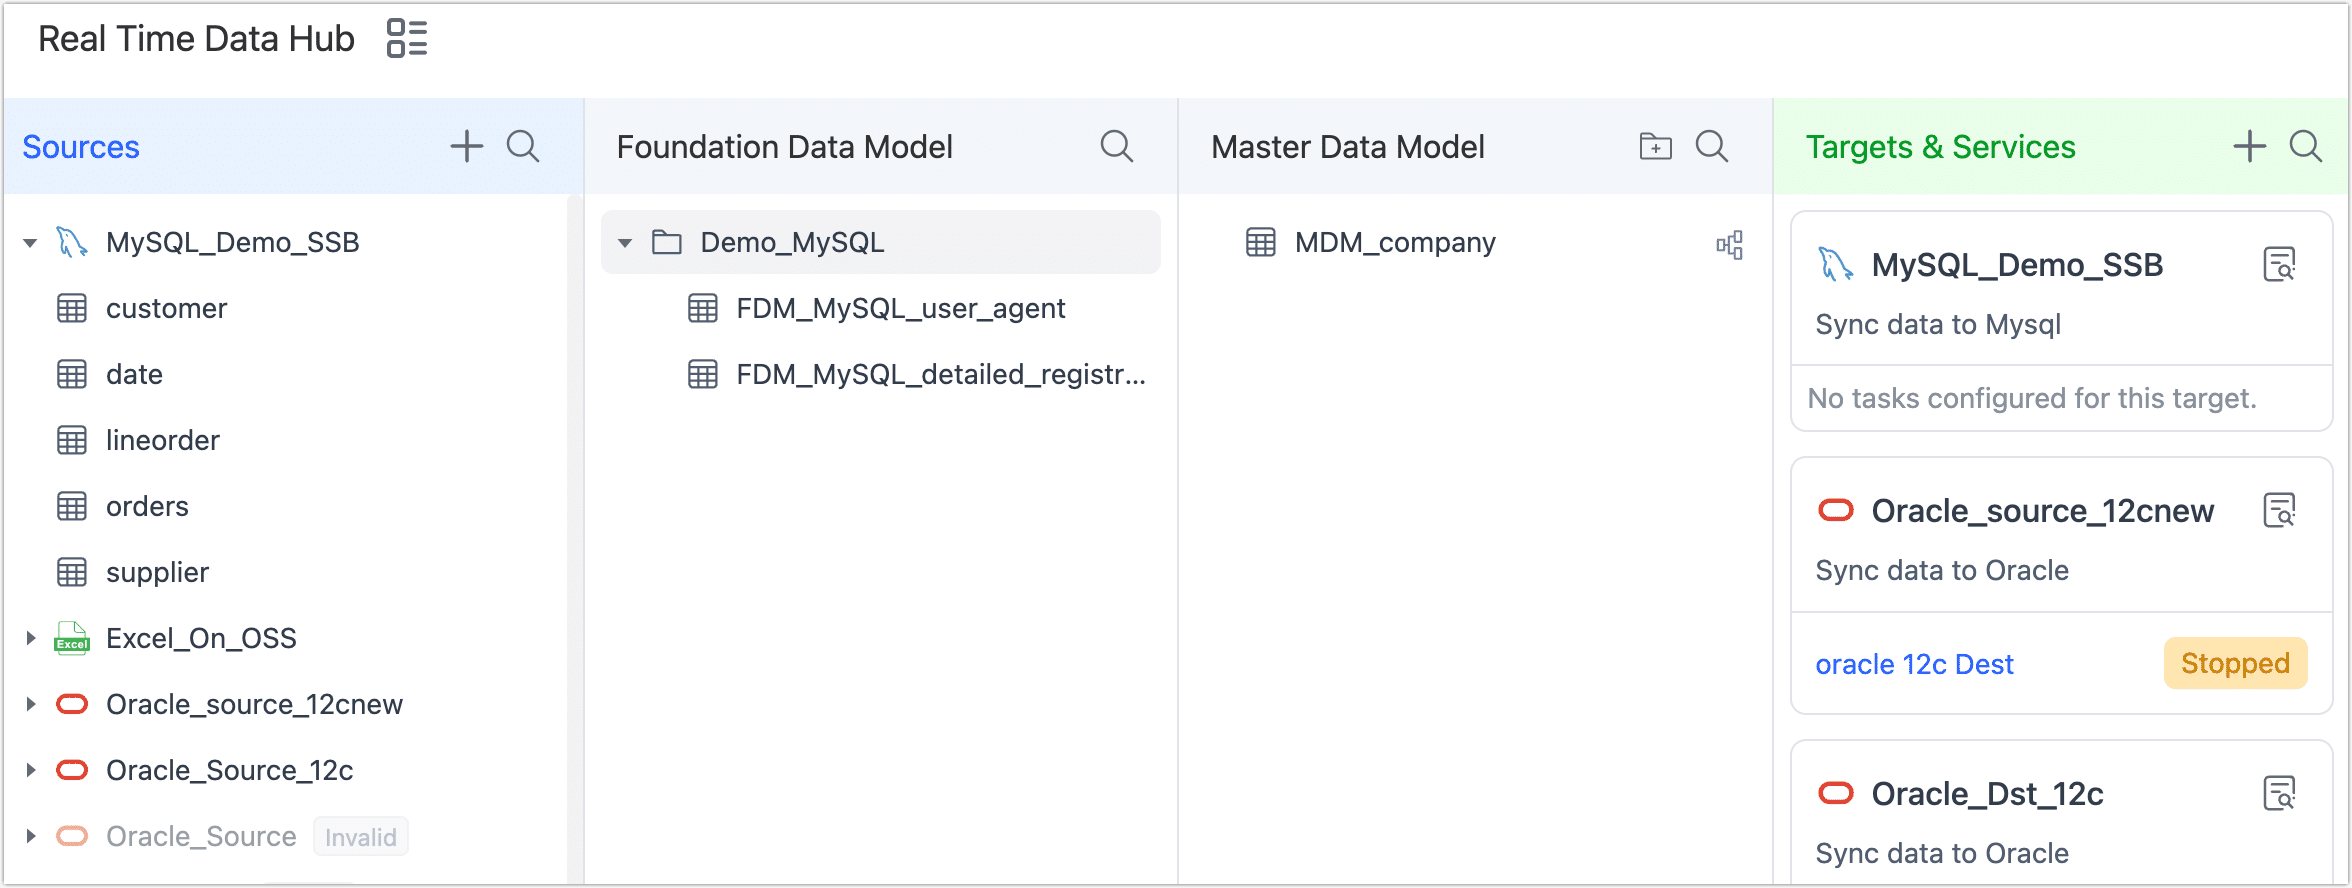 Real Time Data Hub
Sources
MySQL_Demo_SSB
customer
date
lineorder
orders
supplier
Excel
Excel_On_OSS
Oracle_source_12cnew
Oracle_Source_12c
Oracle_Source Invalid
Foundation Data Model
Demo_MySQL
FDM_MySQL_user_agent
FDM_MySQL_detailed_registr...
Master Data Model
MDM_company
Targets & Services
MySQL_Demo_SSB
Sync data to Mysql
No tasks configured for this target.
Oracle_source_12cnew
Sync data to Oracle
oracle 12c Dest Stopped
Oracle_Dst_12c
Sync data to Oracle